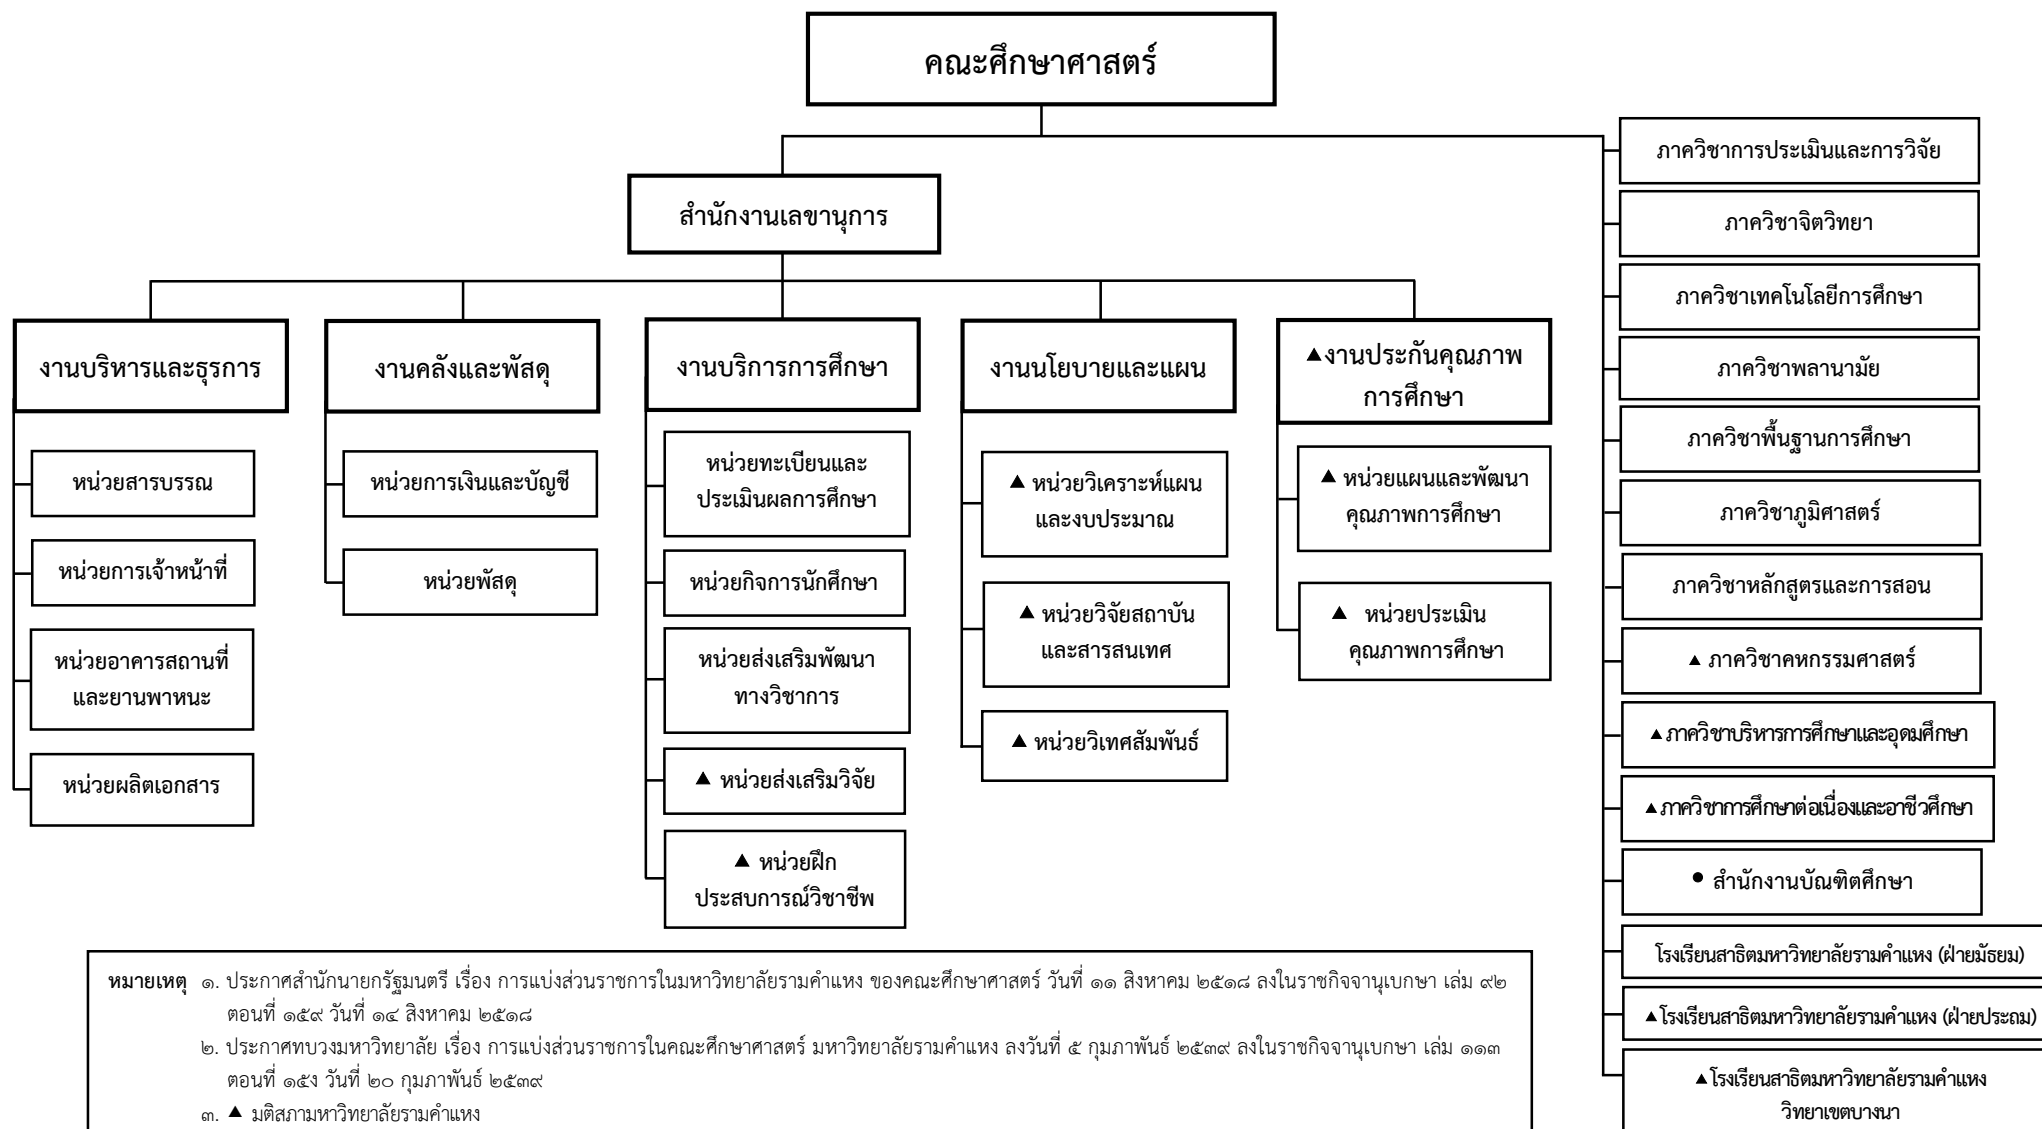 คณะศึกษาศาสตร์
สำนักงานเลขานุการ
งานบริหารและธุรการ
หน่วยสารบรรณ
หน่วยการเจ้าหน้าที่
หน่วยอาคารสถานที่
และยานพาหนะ
หน่วยผลิตเอกสาร
งานคลังและพัสดุ
หน่วยการเงินและบัญชี
หน่วยพัสดุ
งานบริการการศึกษา
หน่วยทะเบียนและ
ประเมินผลการศึกษา
หน่วยกิจการนักศึกษา
หน่วยส่งเสริมพัฒนา
ทางวิชาการ
▲ หน่วยส่งเสริมวิจัย
▲ หน่วยฝึก
ประสบการณ์วิชาชีพ
งานนโยบายและแผน
▲ หน่วยวิเคราะห์แผน
และงบประมาณ
▲ หน่วยวิจัยสถาบัน
และสารสนเทศ
▲ หน่วยวิเทศสัมพันธ์
▲งานประกันคุณภาพ
การศึกษา
▲ หน่วยแผนและพัฒนา
คุณภาพการศึกษา
▲ หน่วยประเมิน
คุณภาพการศึกษา
ภาควิชาการประเมินและการวิจัย
ภาควิชาจิตวิทยา
ภาควิชาเทคโนโลยีการศึกษา
ภาควิชาพลานามัย
ภาควิชาพื้นฐานการศึกษา
ภาควิชาภูมิศาสตร์
ภาควิชาหลักสูตรและการสอน
▲ ภาควิชาคหกรรมศาสตร์
▲ภาควิชาบริหารการศึกษาและอุดมศึกษา
▲ภาควิชาการศึกษาต่อเนื่องและอาชีวศึกษา
● สำนักงานบัณฑิตศึกษา
โรงเรียนสาธิตมหาวิทยาลัยรามคำแหง (ฝ่ายมัธยม)
▲โรงเรียนสาธิตมหาวิทยาลัยรามคำแหง (ฝ่ายประถม)
▲โรงเรียนสาธิตมหาวิทยาลัยรามคำแหง
วิทยาเขตบางนา
หมายเหตุ ๑. ประกาศสำนักนายกรัฐมนตรี เรื่อง การแบ่งส่วนราชการในมหาวิทยาลัยรามคำแหง ของคณะศึกษาศาสตร์ วันที่ ๑๑ สิงหาคม ๒๕๑๘ ลงในราชกิจจานุเบกษา เล่ม ๙๒
ตอนที่ ๑๕๙ วันที่ ๑๔ สิงหาคม ๒๕๑๘
๒. ประกาศทบวงมหาวิทยาลัย เรื่อง การแบ่งส่วนราชการในคณะศึกษาศาสตร์ มหาวิทยาลัยรามคำแหง ลงวันที่ ๕ กุมภาพันธ์ ๒๕๓๙ ลงในราชกิจจานุเบกษา เล่ม ๑๑๓
ตอนที่ ๑๕ง วันที่ ๒๐ กุมภาพันธ์ ๒๕๓๙
๓. ▲ มติสภามหาวิทยาลัยรามคำแหง